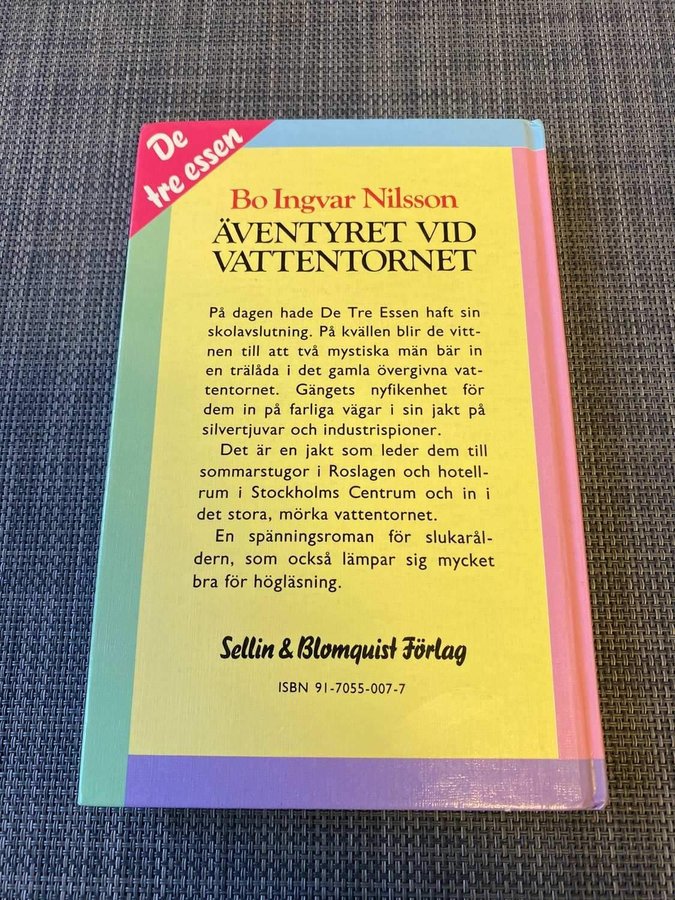 De
tre essen
Bo Ingvar Nilsson
ÄVENTYRET VID
VATTENTORNET
På dagen hade De Tre Essen haft sin
skolavslutning. På kvällen blir de vitt-
nen till att två mystiska män bär in
en trälåda i det gamla övergivna vat-
tentornet. Gängets nyfikenhet för
dem in på farliga vägar i sin jakt på
silvertjuvar och industrispioner.
Det är en jakt som leder dem till
sommarstugor i Roslagen och hotell-
rum i Stockholms Centrum och in i
det stora, mörka vattentornet.
En spänningsroman för slukarål-
dern, som också lämpar sig mycket
bra för högläsning.
Sellin & Blomquist Förlag
ISBN 91-7055-007-7